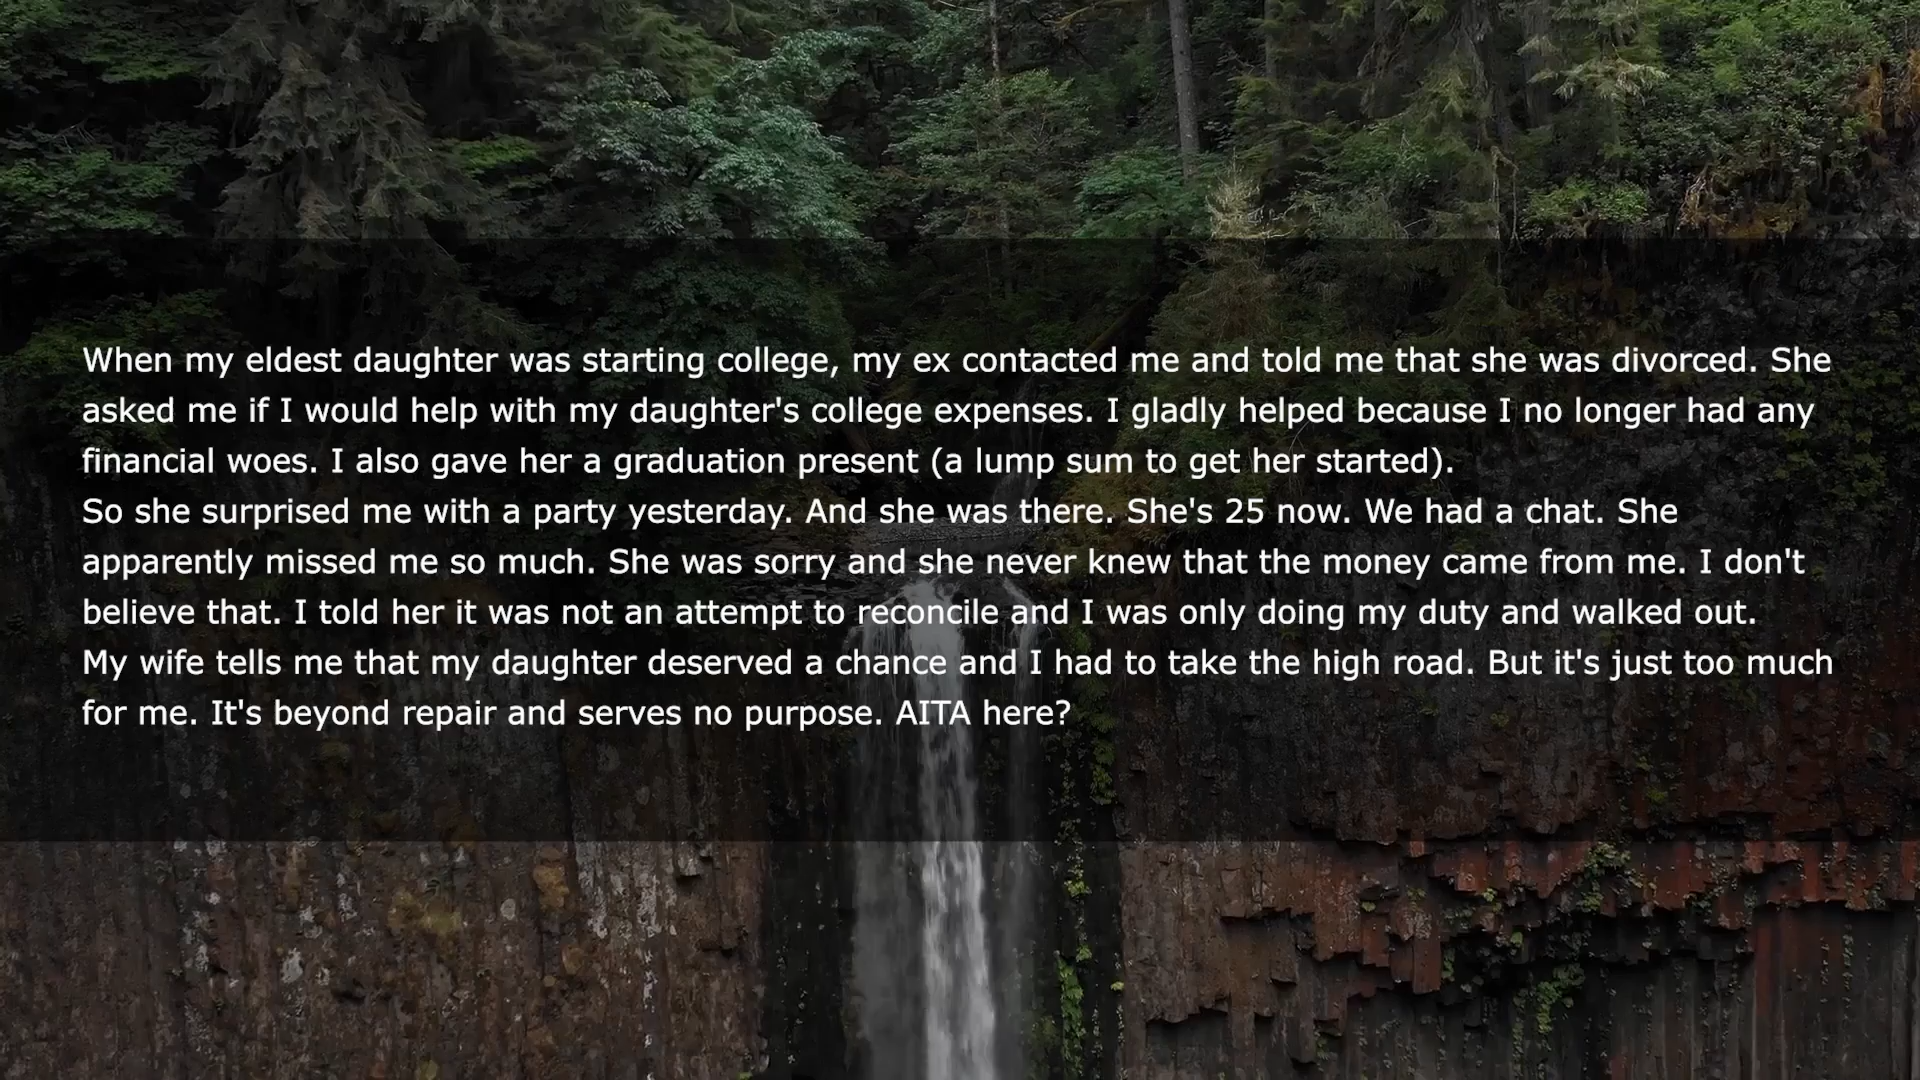 When my eldest daughter was starting college, my ex contacted me and told me that she was divorced. She
asked me if I would help with my daughter's college expenses. I gladly helped because I no longer had any
financial woes. I also gave her a graduation present (a lump sum to get her started).
So she surprised me with a party yesterday. And she was there. She's 25 now. We had a chat. She
apparently missed me so much. She was sorry and she never knew that the money came from me. I don't
believe that. I told her it was not an attempt to reconcile and I was only doing my duty and walked out.
My wife tells me that my daughter deserved a chance and I had to take the high road. But it's just too much
for me. It's beyond repair and serves no purpose. AITA here?